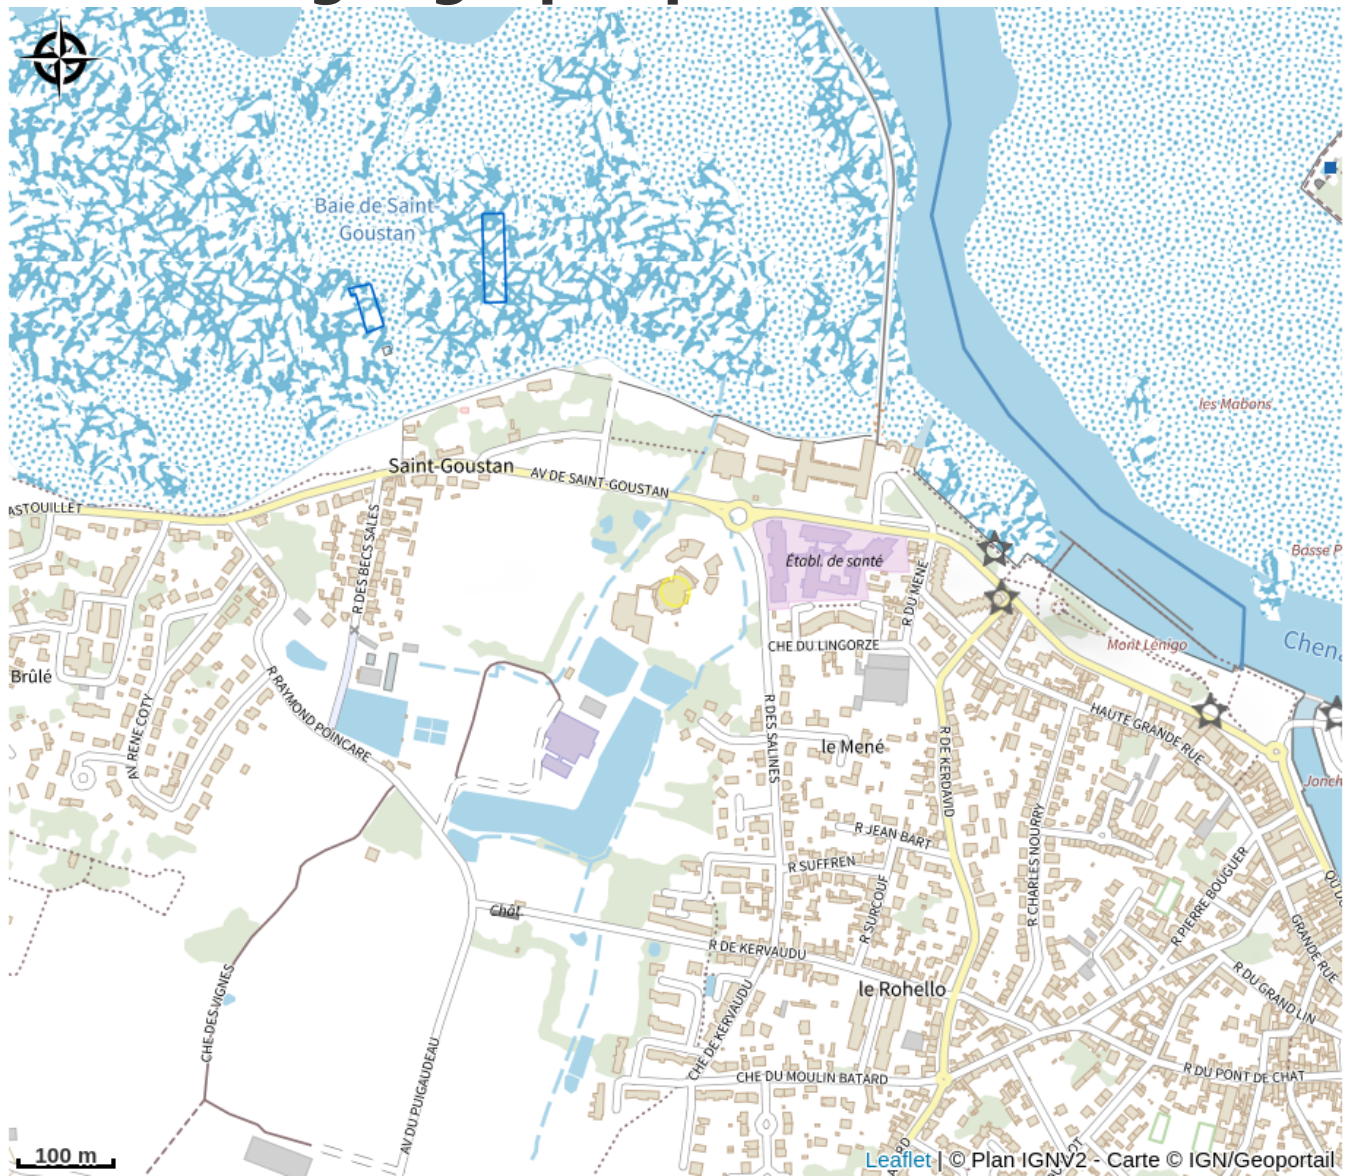 Baie de Saint-
Goustan
les Mabons
Saint-Goustan
AV DE SAINT-GOUSTAN
ASTOUILLET
R DES BECS SALES
Établ. de santé
R DU MENE
Basse P
Chena
Mont Lénigo
CHE DU LINGORZE
Brûlé
AV RENE COTY
R RAYMOND POINCARE
R DES SALINES
le Mené
HAUTE GRANDE RUE
R DE KERDAVID
Jonch
R CHARLES NOURRY
R JEAN BART
R SUFFREN
R SURCOUF
R PIERRE BOUGUER
QU D
Chât.
R DE KERVAUDU
GRANDE RUE
le Rohello
R DU GRAND LIN
CHE DES VIGNES
CHE DE KERVAUDU
AV DU PUIGAUDEAU
CHE DU MOULIN BATARD
R DU PONT DE CHAT
100 m
Leaflet | © Plan IGNV2 - Carte © IGN/Geoportail